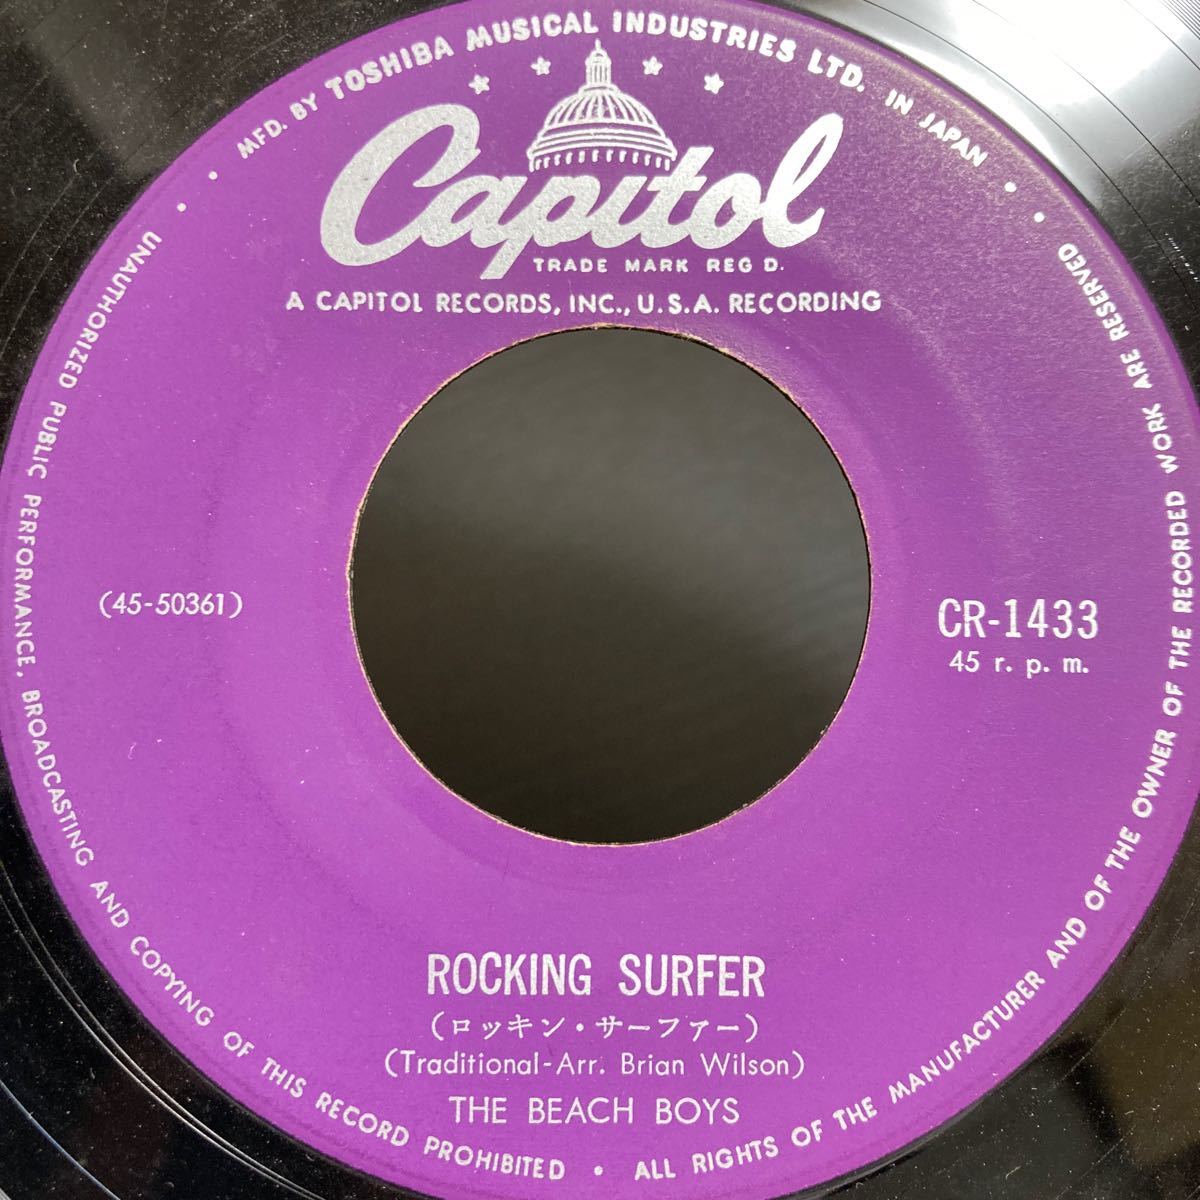 MFD. BY TOSHIBA MUSICAL INDUSTRIES LTD. IN JAPAN
Capitol
TRADE MARK REG D.
A CAPITOL RECORDS, INC., U.S.A. RECORDING
(45-50361)
CR-1433
45 r. p. m.
ROCKING SURFER
(ロッキン・サーファー)
(Traditional-Arr. Brian Wilson)
THE BEACH BOYS
UNAUTHORIZED PUBLIC PERFORMANCE, BROADCASTING AND COPYING OF THIS RECORD PROHIBITED • ALL RIGHTS OF THE MANUFACTURER AND OF THE OWNER OF THE RECORDED WORK ARE RESERVED